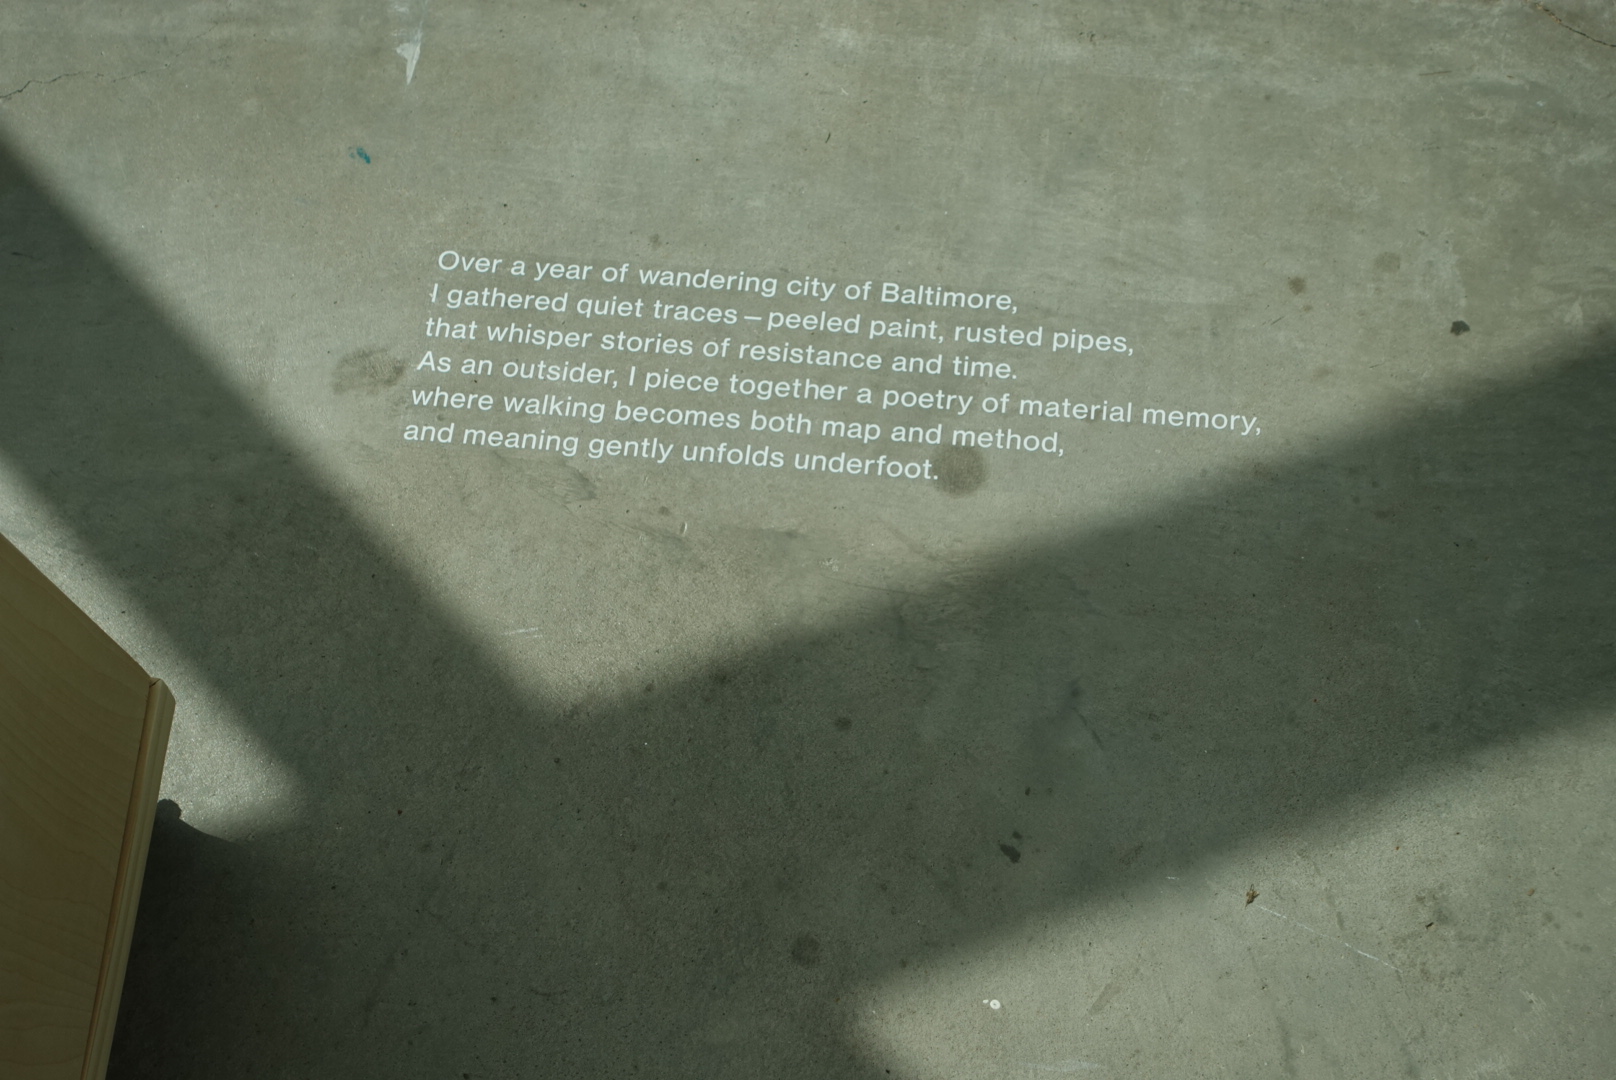 Over a year of wandering city of Baltimore,
I gathered quiet traces – peeled paint, rusted pipes,
that whisper stories of resistance and time.
As an outsider, I piece together a poetry of material memory,
where walking becomes both map and method,
and meaning gently unfolds underfoot.